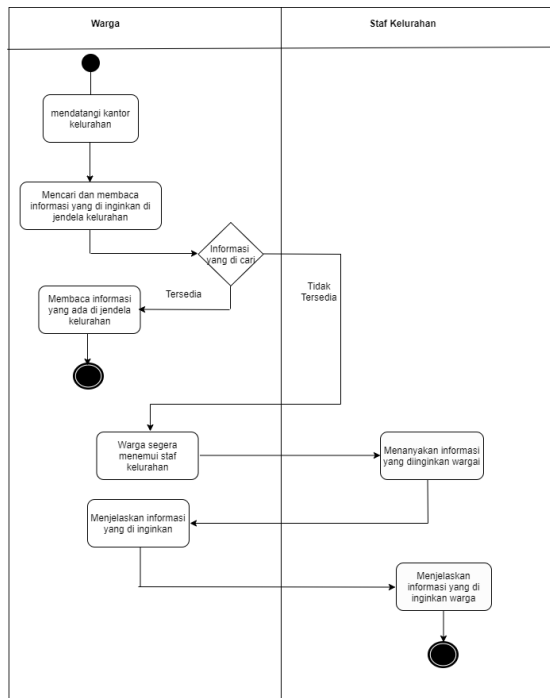 Warga
Staf Kelurahan
mendatangi kantor
kelurahan
Mencari dan membaca
informasi yang di inginkan di
jendela kelurahan
Informasi
yang di cari
Tersedia
Tidak
Tersedia
Membaca informasi
yang ada di jendela
kelurahan
Warga segera
menemui staf
kelurahan
Menanyakan informasi
yang diinginkan wargai
Menjelaskan informasi
yang di inginkan
Menjelaskan
informasi yang di
inginkan warga